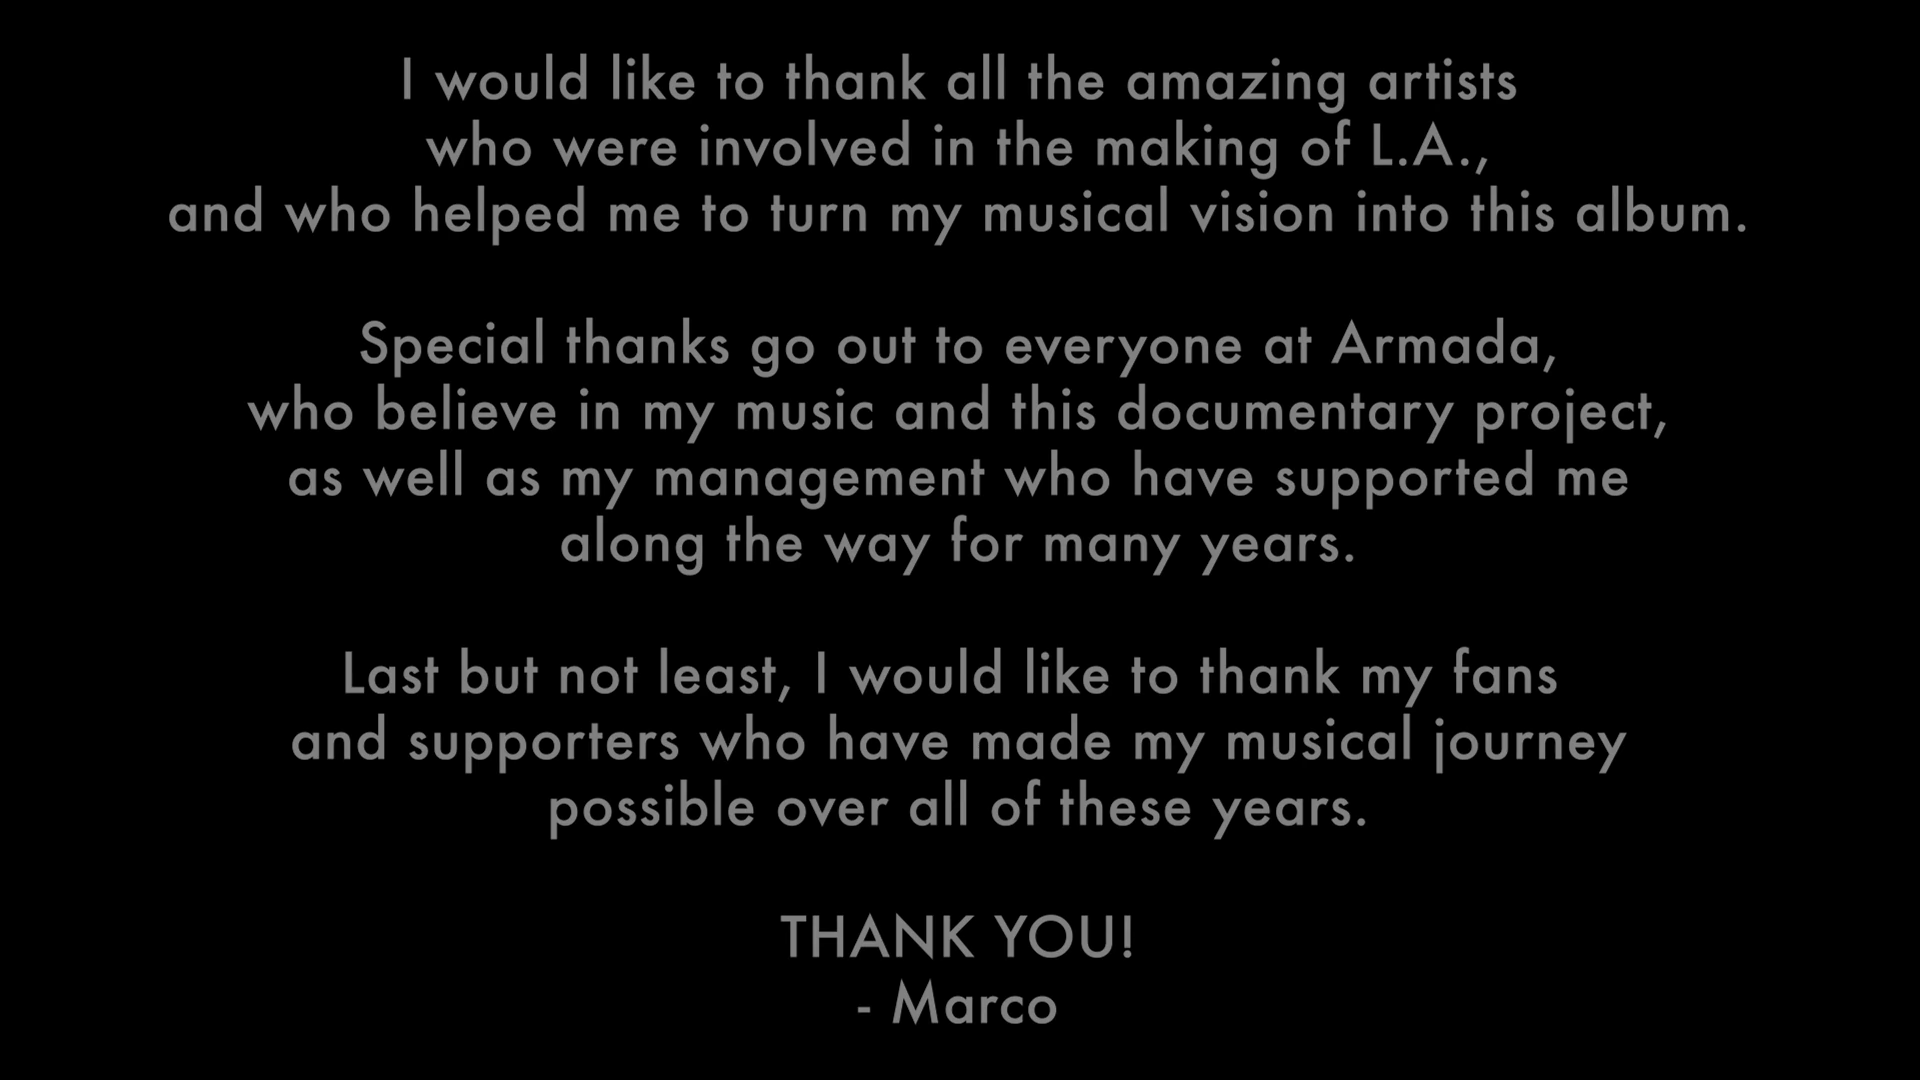 I would like to thank all the amazing artists
who were involved in the making of L.A.,
and who helped me to turn my musical vision into this album.
Special thanks go out to everyone at Armada,
who believe in my music and this documentary project,
as well as my management who have supported me
along the way for many years.
Last but not least, I would like to thank my fans
and supporters who have made my musical journey
possible over all of these years.
THANK YOU!
- Marco